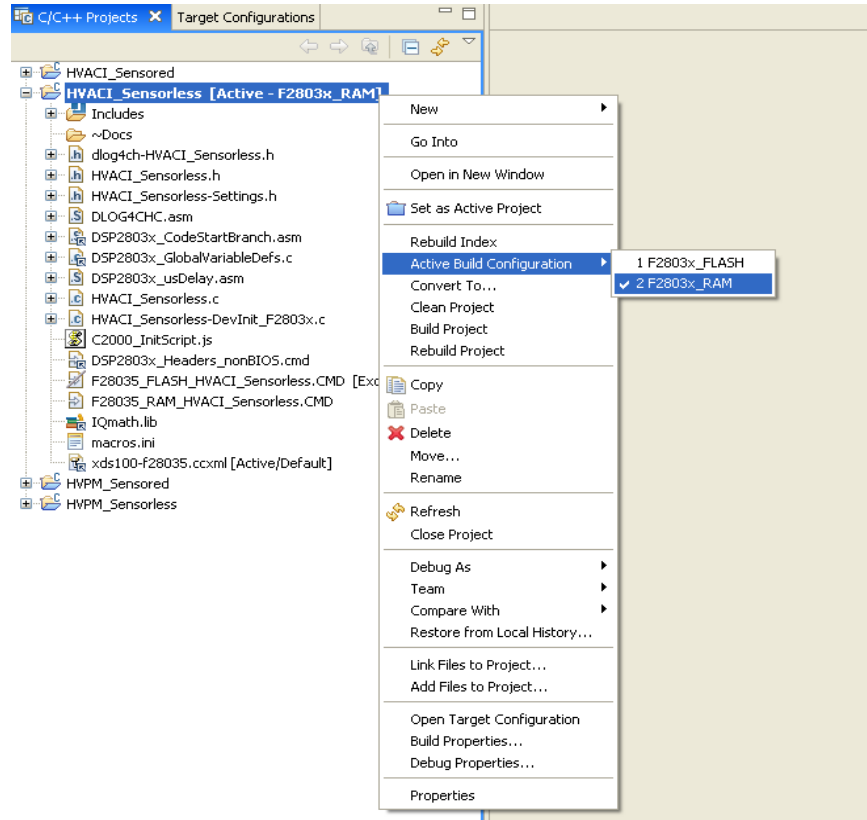 C/C++ Projects Target Configurations
HVACI_Sensored
HVACI_Sensorless [Active - F2803x_RAM]
Includes
~Docs
dlog4ch-HVACI_Sensorless.h
HVACI_Sensorless.h
HVACI_Sensorless-Settings.h
DLOG4CHC.asm
DSP2803x_CodeStartBranch.asm
DSP2803x_GlobalVariableDefs.c
DSP2803x_usDelay.asm
HVACI_Sensorless.c
HVACI_Sensorless-DevInit_F2803x.c
C2000_InitScript.js
DSP2803x_Headers_nonBIOS.cmd
F28035_FLASH_HVACI_Sensorless.CMD [Exc
F28035_RAM_HVACI_Sensorless.CMD
IQmath.lib
macros.ini
xds100-f28035.ccxml [Active/Default]
HVPM_Sensored
HVPM_Sensorless
New
Go Into
Open in New Window
Set as Active Project
Rebuild Index
Active Build Configuration
Convert To...
Clean Project
Build Project
Rebuild Project
Copy
Paste
Delete
Move...
Rename
Refresh
Close Project
Debug As
Team
Compare With
Restore from Local History...
Link Files to Project...
Add Files to Project...
Open Target Configuration
Build Properties...
Debug Properties...
Properties
1 F2803x_FLASH
2 F2803x_RAM